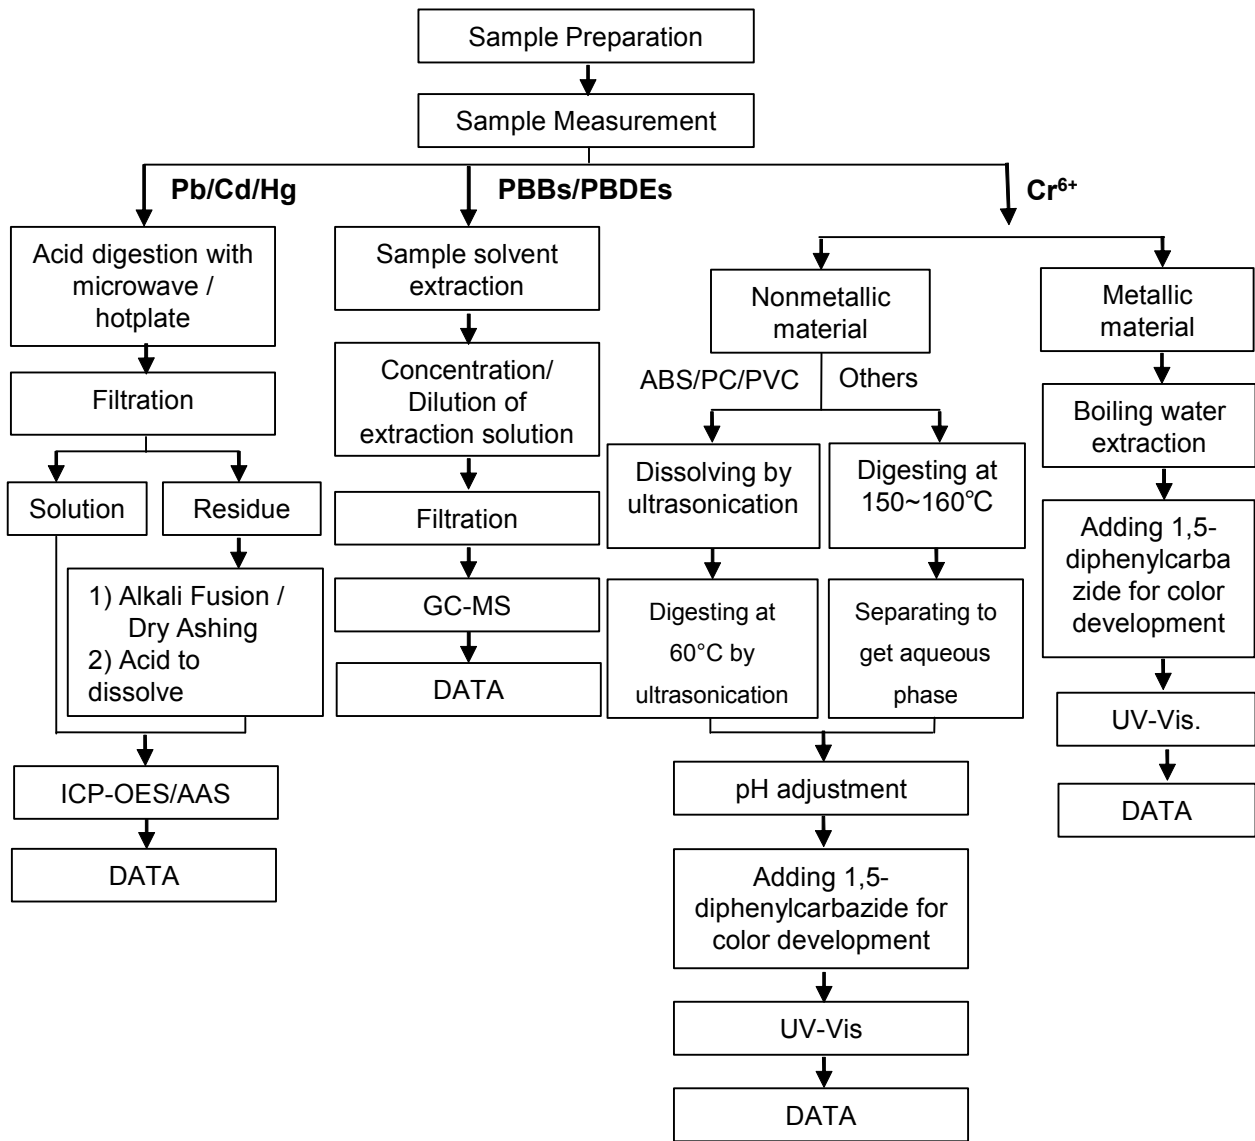 Sample Preparation
Sample Measurement
Pb/Cd/Hg
Acid digestion with
microwave /
hotplate
Filtration
Solution
Residue
1) Alkali Fusion /
Dry Ashing
2) Acid to
dissolve
ICP-OES/AAS
DATA
PBBs/PBDEs
Sample solvent
extraction
Concentration/
Dilution of
extraction solution
Filtration
GC-MS
DATA
Cr⁶⁺
Nonmetallic
material
ABS/PC/PVC
Others
Dissolving by
ultrasonication
Digesting at
60°C by
ultrasonication
Digesting at
150~160℃
Separating to
get aqueous
phase
pH adjustment
Adding 1,5-
diphenylcarbazide for
color development
UV-Vis
DATA
Metallic
material
Boiling water
extraction
Adding 1,5-
diphenylcarba
zide for color
development
UV-Vis.
DATA